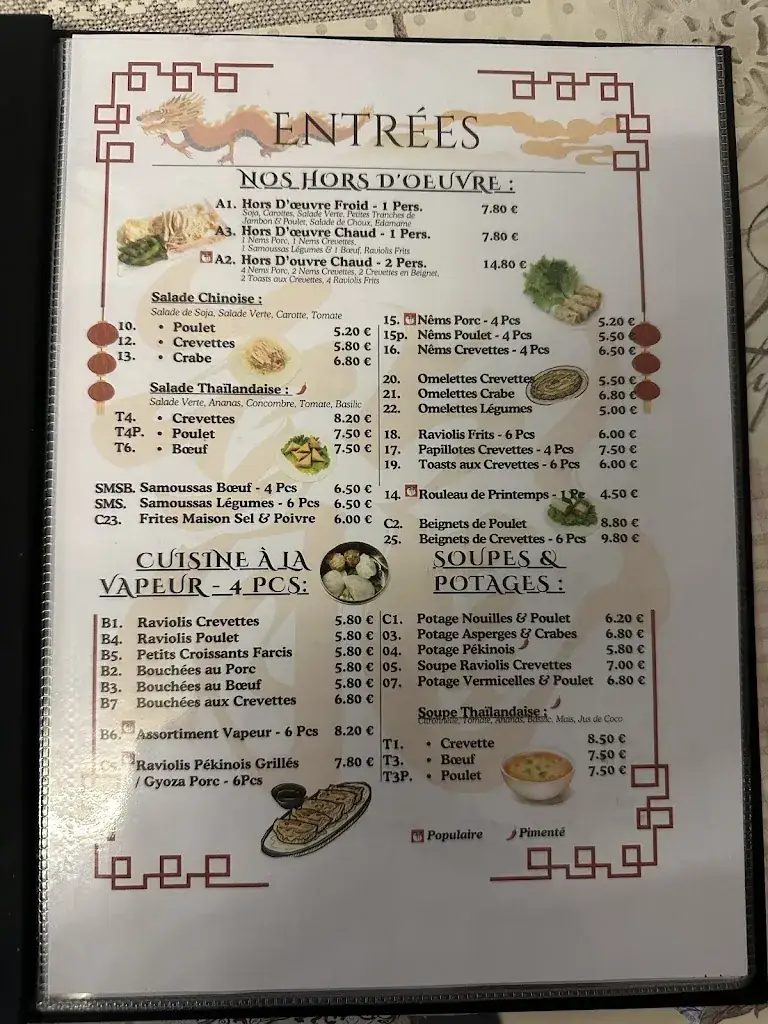 ENTRÉES
NOS HORS D'OEUVRE :
A1. Hors D'œuvre Froid - 1 Pers. 7.80 €
Soja, Carottes, Salade Verte, Petites Tranches de
Jambon & Poulet, Salade de Choux, Edamame
A3. Hors D'œuvre Chaud - 1 Pers. 7.80 €
1 Nems Porc, 1 Nems Crevettes,
1 Samoussas Légumes & 1 Bœuf, Raviolis Frits
A2. Hors D'ouvre Chaud - 2 Pers. 14.80 €
4 Nems Porc, 2 Nems Crevettes, 2 Crevettes en Beignet,
2 Toasts aux Crevettes, 4 Raviolis Frits
Salade Chinoise :
Salade de Soja, Salade Verte, Carotte, Tomate
10. • Poulet 5.20 €
12. • Crevettes 5.80 €
13. • Crabe 6.80 €
Salade Thaïlandaise :
Salade Verte, Ananas, Concombre, Tomate, Basilic
T4. • Crevettes 8.20 €
T4P. • Poulet 7.50 €
T6. • Bœuf 7.50 €
SMSB. Samoussas Bœuf - 4 Pcs 6.50 €
SMS. Samoussas Légumes - 6 Pcs 6.50 €
C23. Frites Maison Sel & Poivre 6.00 €
15. Nêms Porc - 4 Pcs 5.20 €
15p. Nêms Poulet - 4 Pcs 5.50 €
16. Nêms Crevettes - 4 Pcs 6.50 €
20. Omelettes Crevettes 5.50 €
21. Omelettes Crabe 6.80 €
22. Omelettes Légumes 5.00 €
18. Raviolis Frits - 6 Pcs 6.00 €
17. Papillotes Crevettes - 4 Pcs 7.50 €
19. Toasts aux Crevettes - 6 Pcs 6.00 €
14. Rouleau de Printemps - 1 Pc 4.50 €
C2. Beignets de Poulet 8.80 €
25. Beignets de Crevettes - 6 Pcs 9.80 €
CUISINE À LA
VAPEUR - 4 PCS:
B1. Raviolis Crevettes 5.80 €
B4. Raviolis Poulet 5.80 €
B5. Petits Croissants Farcis 5.80 €
B2. Bouchées au Porc 5.80 €
B3. Bouchées au Bœuf 5.80 €
B7 Bouchées aux Crevettes 6.80 €
B6. Assortiment Vapeur - 6 Pcs 8.20 €
C5. Raviolis Pékinois Grillés 7.80 €
/ Gyoza Porc - 6Pcs
SOUPES &
POTAGES :
C1. Potage Nouilles & Poulet 6.20 €
03. Potage Asperges & Crabes 6.80 €
04. Potage Pékinois 5.80 €
05. Soupe Raviolis Crevettes 7.00 €
07. Potage Vermicelles & Poulet 6.80 €
Soupe Thaïlandaise :
Citronnelle, Tomate, Ananas, Basilic, Mais, Jus de Coco
T1. • Crevette 8.50 €
T3. • Bœuf 7.50 €
T3P. • Poulet 7.50 €
Populaire Pimenté